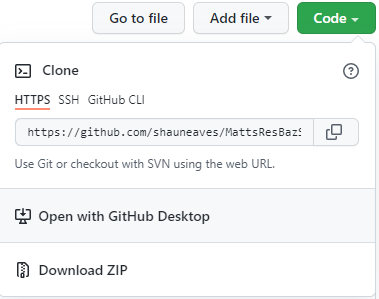 Go to file Add file Code
Clone
HTTPS SSH GitHub CLI
https://github.com/shauneaves/MattsResBaz
Use Git or checkout with SVN using the web URL.
Open with GitHub Desktop
Download ZIP